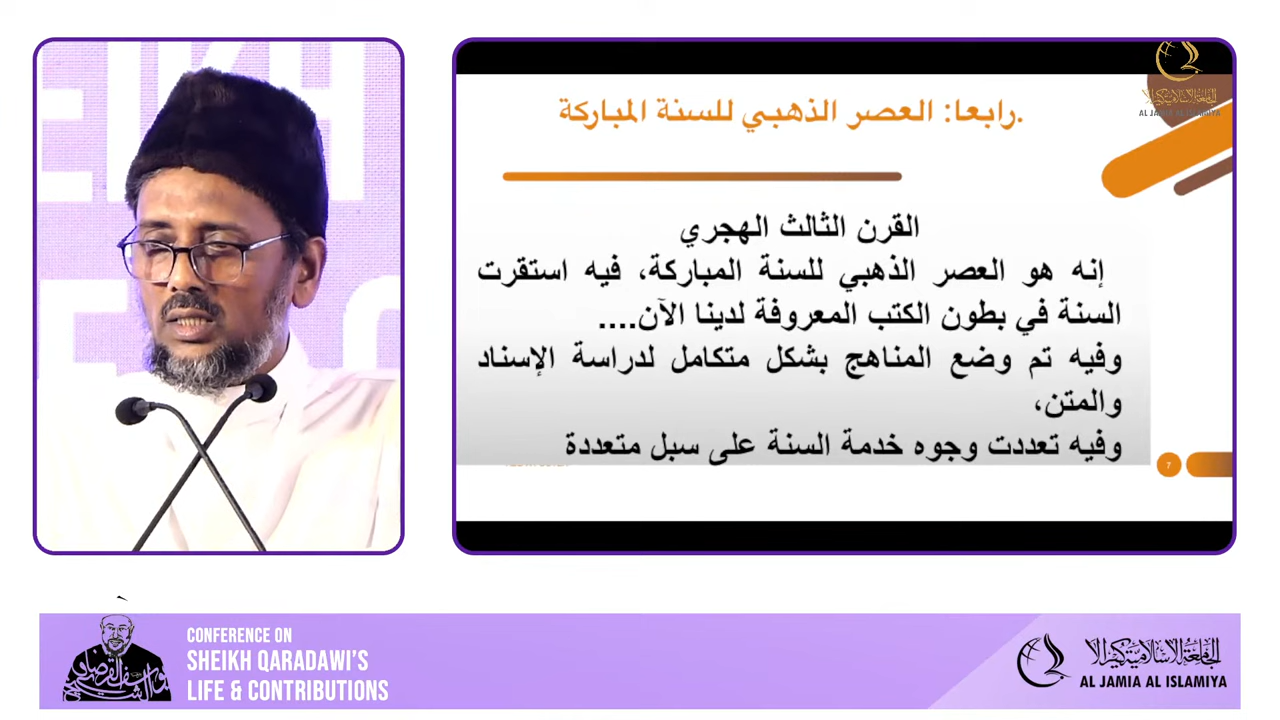 الجامعة الاسلامية كيرالا
AL JAMIA AL ISLAMIYA
رابعا: العصر الذهبي للسنة المباركة.
القرن الثالث الهجري
إنه هو العصر الذهبي للسنة المباركة، فيه استقرت
السنة في بطون الكتب المعروفة لدينا الآن....
وفيه تم وضع المناهج بشكل متكامل لدراسة الإسناد
والمتن،
وفيه تعددت وجوه خدمة السنة على سبل متعددة
7
CONFERENCE ON
SHEIKH QARADAWI'S
LIFE & CONTRIBUTIONS
الجامعة الاسلامية كيرالا
AL JAMIA AL ISLAMIYA